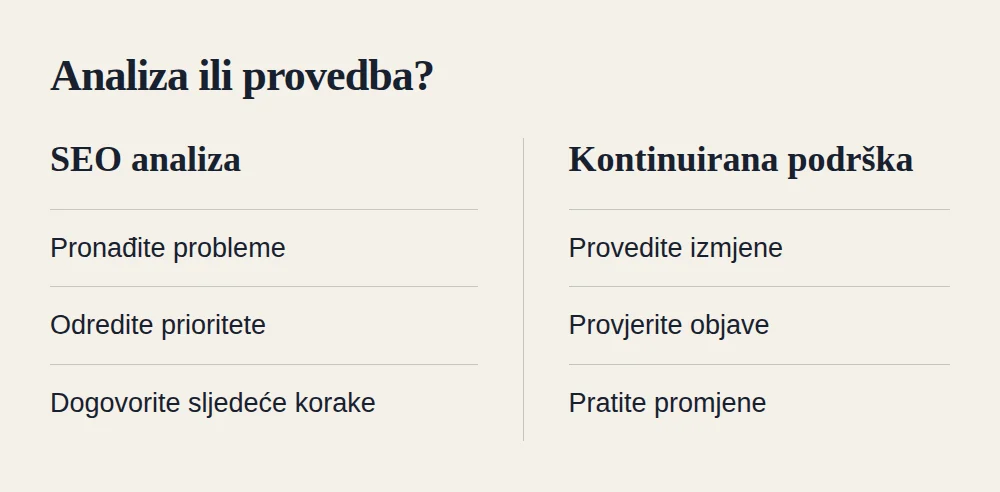 Analiza ili provedba?
SEO analiza
Pronađite probleme
Odredite prioritete
Dogovorite sljedeće korake
Kontinuirana podrška
Provedite izmjene
Provjerite objave
Pratite promjene